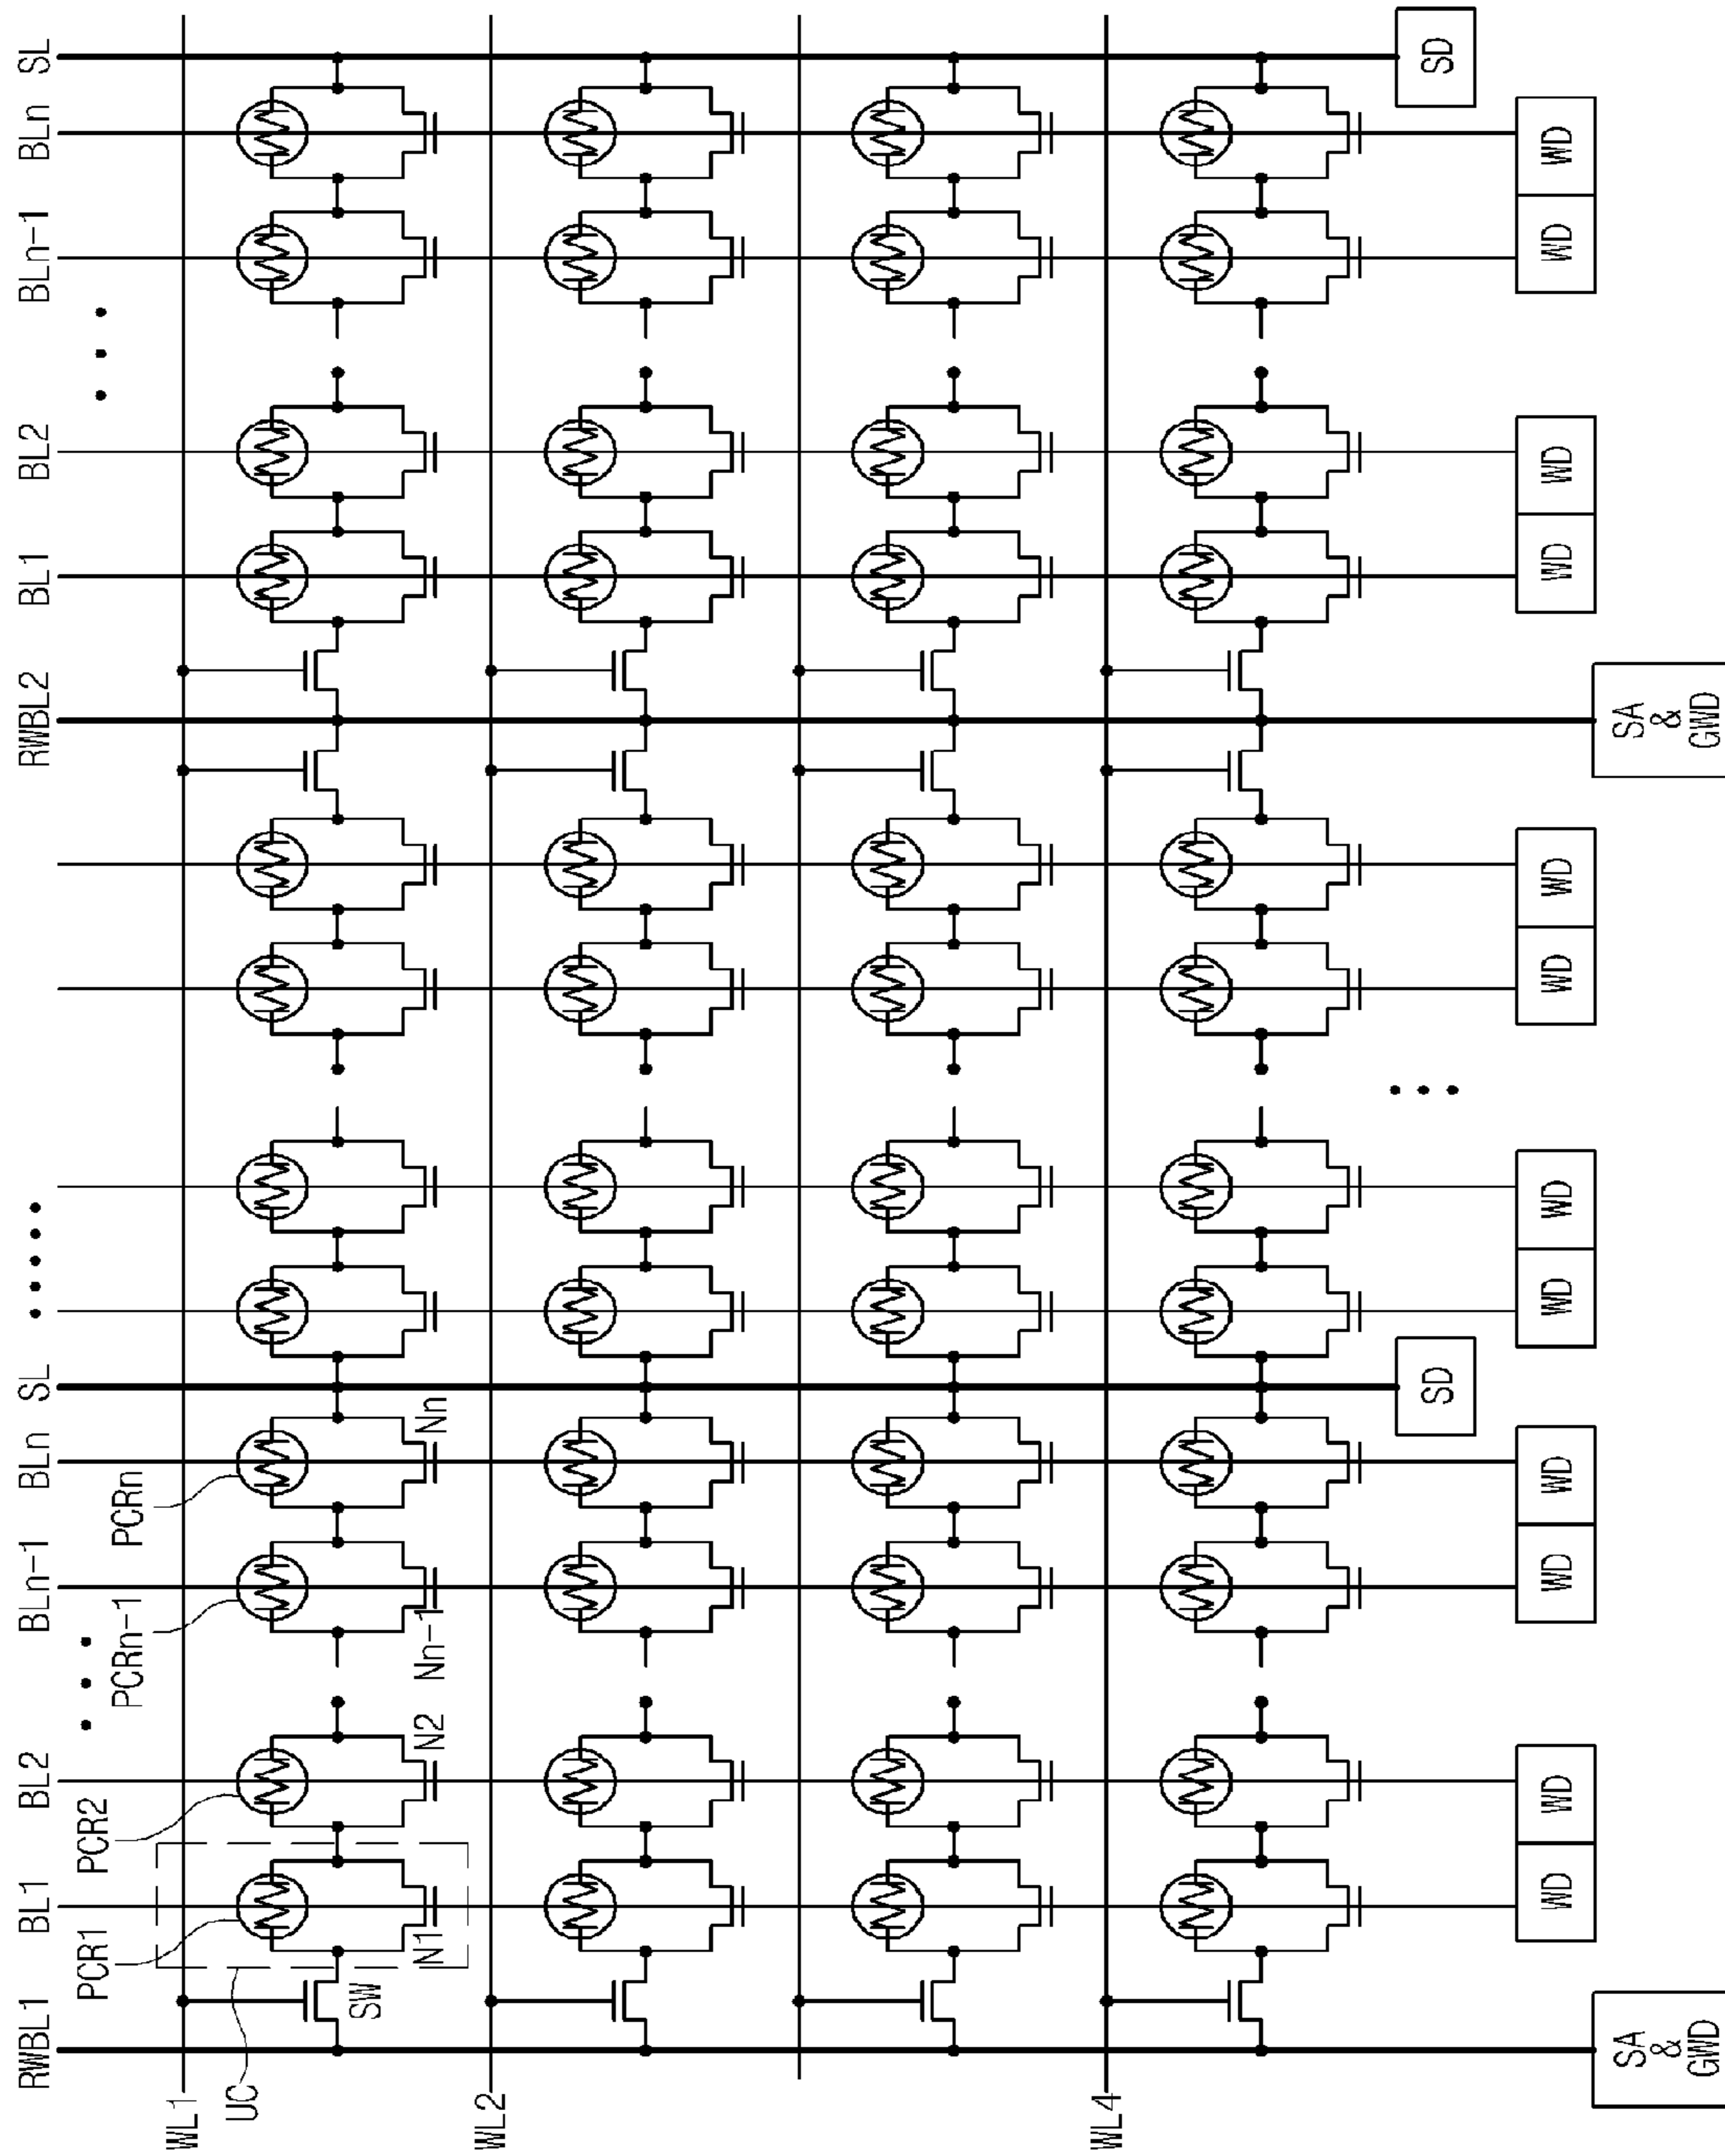 RWBL1
BL1
BL2
BLn-1
BLn
SL
RWBL2
BL1
BL2
BLn-1
BLn
SL
PCR1
PCR2
PCRn-1
PCRn
WL1
UC
SW
N1
N2
Nn-1
Nn
WL2
WL4
SD
SD
WD
WD
WD
WD
WD
WD
WD
WD
WD
WD
WD
WD
SA
&
GWD
SA
&
GWD